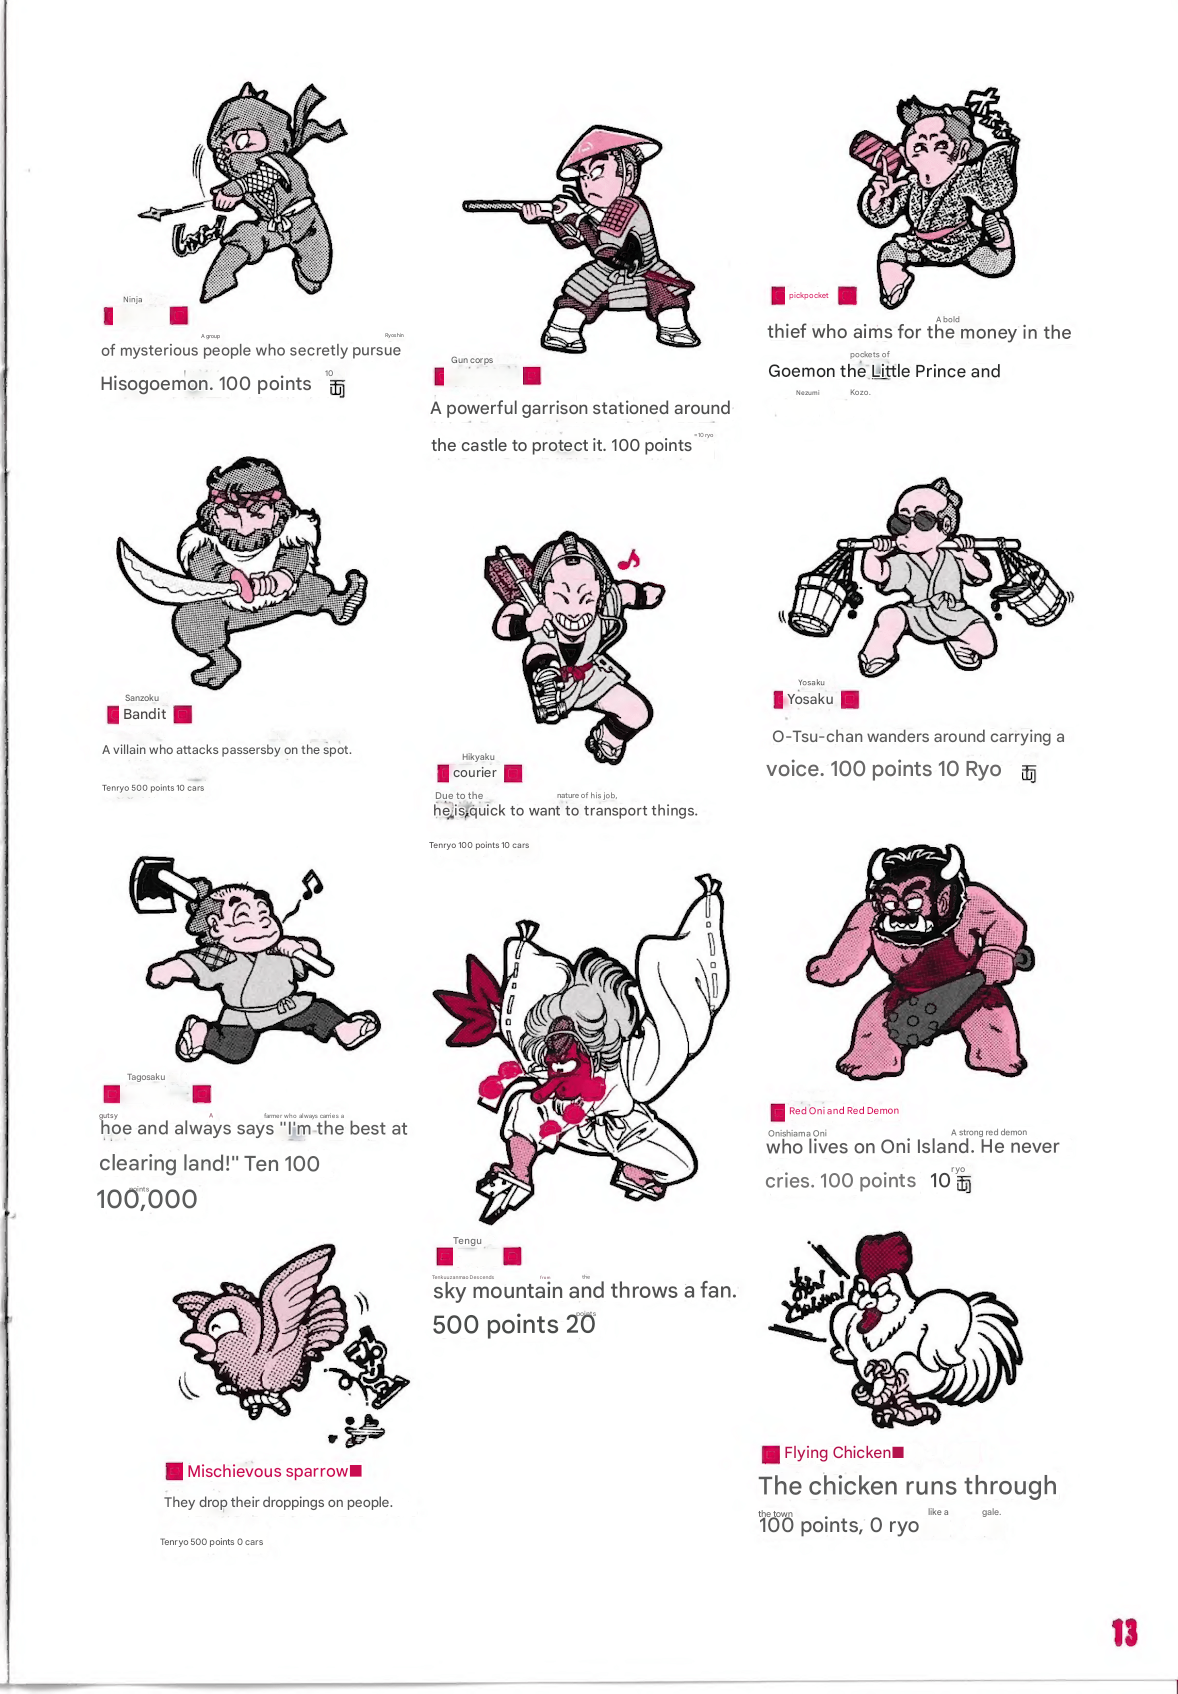 Ninja
A group Ryoshin
of mysterious people who secretly pursue
Hisogoemon. 100 points 10
Gun corps
A powerful garrison stationed around
the castle to protect it. 100 points =10 ryo
pickpocket
A bold
thief who aims for the money in the
pockets of
Goemon the Little Prince and
Nezumi Kozo.
Sanzoku
Bandit
A villain who attacks passersby on the spot.
Tenryo 500 points 10 cars
Hikyaku
courier
Due to the nature of his job,
he is quick to want to transport things.
Tenryo 100 points 10 cars
Yosaku
Yosaku
O-Tsu-chan wanders around carrying a
voice. 100 points 10 Ryo
Tagosaku
gutsy A farmer who always carries a
hoe and always says "I'm the best at
clearing land!" Ten 100
points
100,000
Tengu
Descends from the
sky mountain and throws a fan.
points
500 points 20
Red Oni and Red Demon
Onishiama Oni A strong red demon
who lives on Oni Island. He never
ryo
cries. 100 points 10
Mischievous sparrow
They drop their droppings on people.
Tenryo 500 points 0 cars
Flying Chicken
The chicken runs through
the town like a gale.
100 points, 0 ryo
13